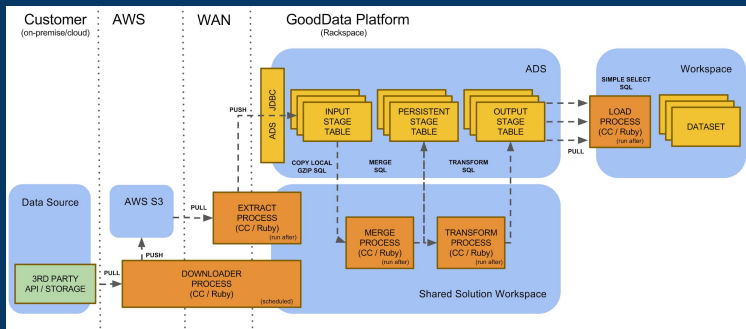 Customer
(on-premise/cloud)
AWS
WAN
GoodData Platform
(Rackspace)
ADS
Workspace
ADS JDBC
PUSH
INPUT
STAGE
TABLE
PERSISTENT
STAGE
TABLE
OUTPUT
STAGE
TABLE
SIMPLE SELECT
SQL
LOAD
PROCESS
(CC / Ruby)
(run after)
DATASET
PULL
COPY LOCAL
GZIP SQL
MERGE
SQL
TRANSFORM
SQL
Data Source
AWS S3
PULL
EXTRACT
PROCESS
(CC / Ruby)
(run after)
MERGE
PROCESS
(CC / Ruby)
(run after)
TRANSFORM
PROCESS
(CC / Ruby)
(run after)
PUSH
3RD PARTY
API / STORAGE
PULL
DOWNLOADER
PROCESS
(CC / Ruby)
(scheduled)
Shared Solution Workspace